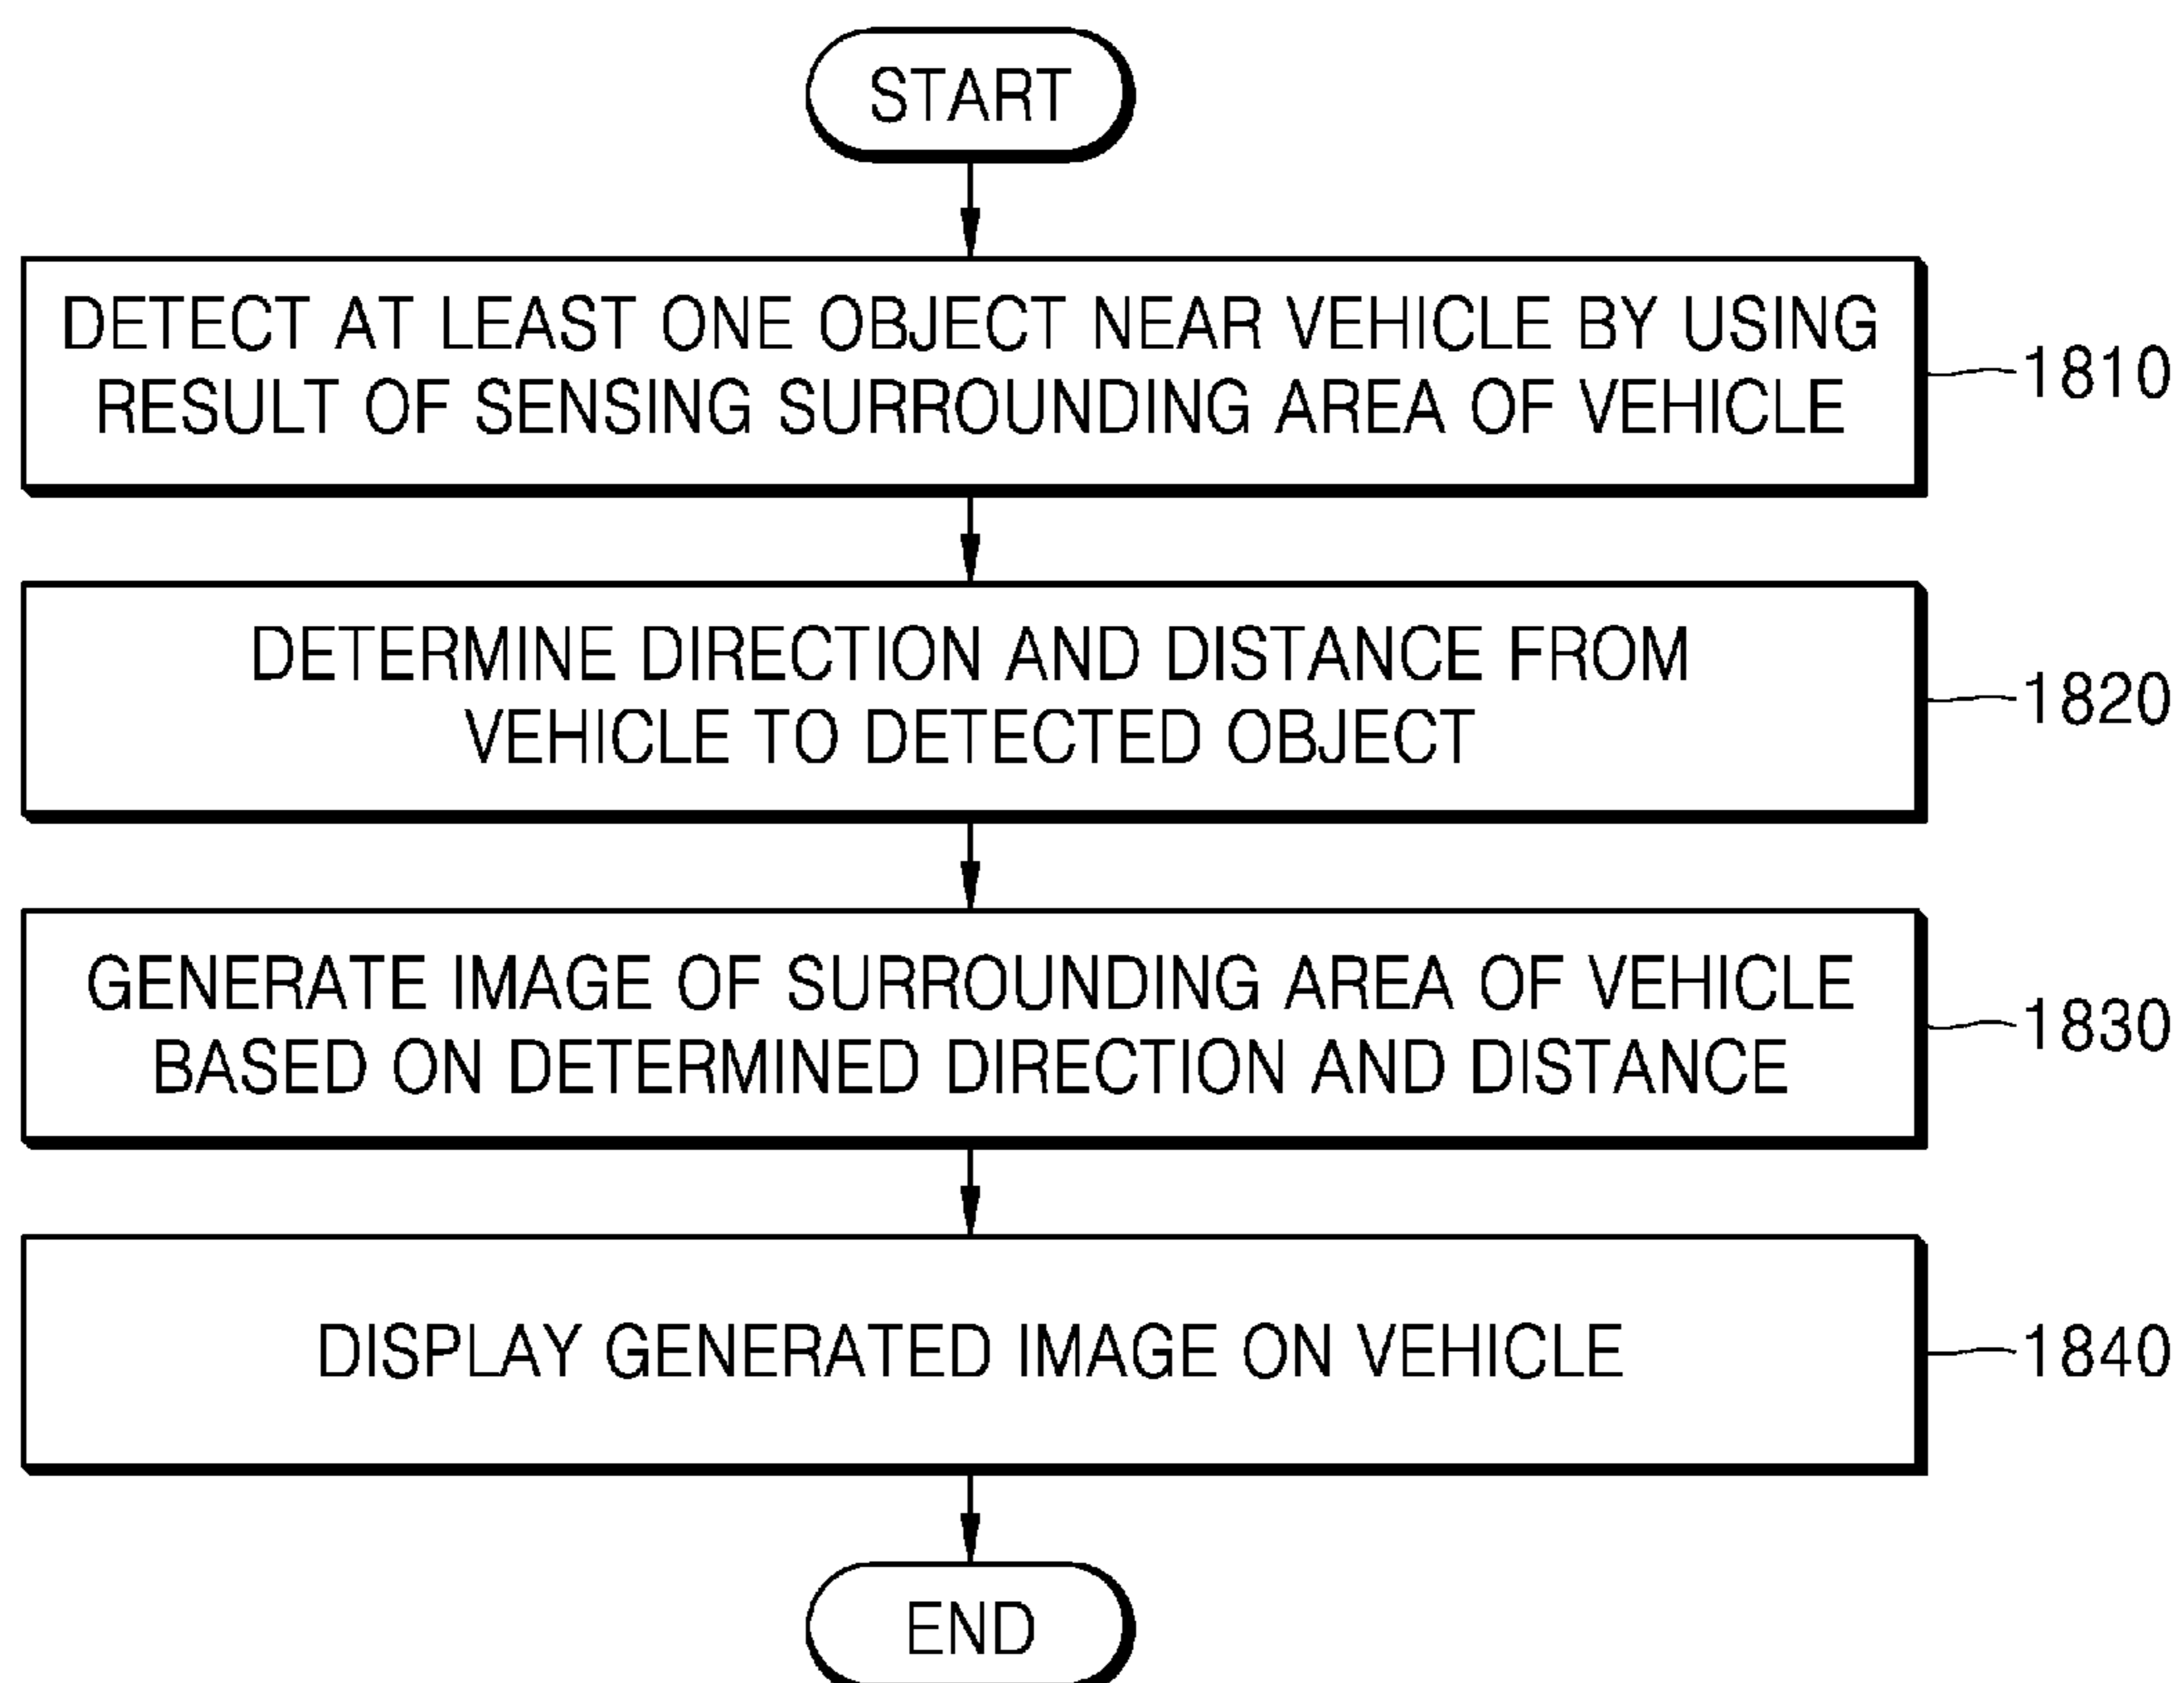 START
DETECT AT LEAST ONE OBJECT NEAR VEHICLE BY USING
RESULT OF SENSING SURROUNDING AREA OF VEHICLE
1810
DETERMINE DIRECTION AND DISTANCE FROM
VEHICLE TO DETECTED OBJECT
1820
GENERATE IMAGE OF SURROUNDING AREA OF VEHICLE
BASED ON DETERMINED DIRECTION AND DISTANCE
1830
DISPLAY GENERATED IMAGE ON VEHICLE
1840
END